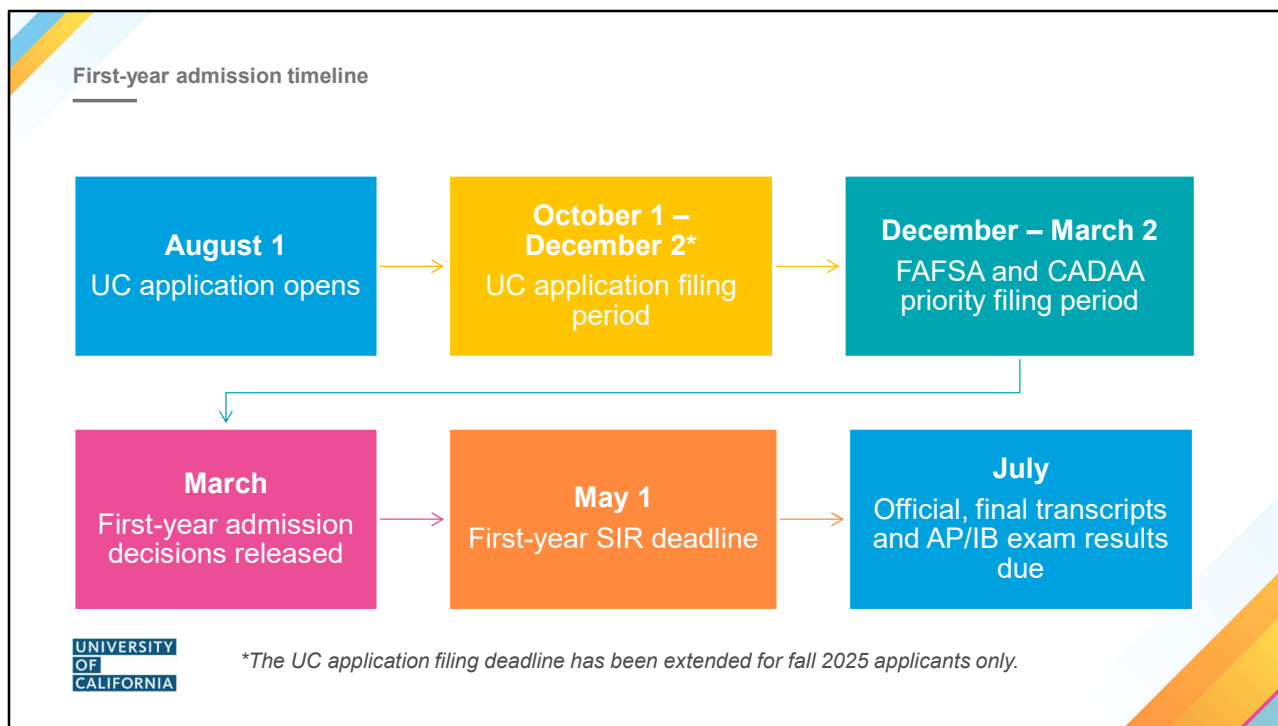 First-year admission timeline
August 1
UC application opens
October 1 –
December 2*
UC application filing
period
December – March 2
FAFSA and CADAA
priority filing period
March
First-year admission
decisions released
May 1
First-year SIR deadline
July
Official, final transcripts
and AP/IB exam results
due
UNIVERSITY
OF
CALIFORNIA
*The UC application filing deadline has been extended for fall 2025 applicants only.